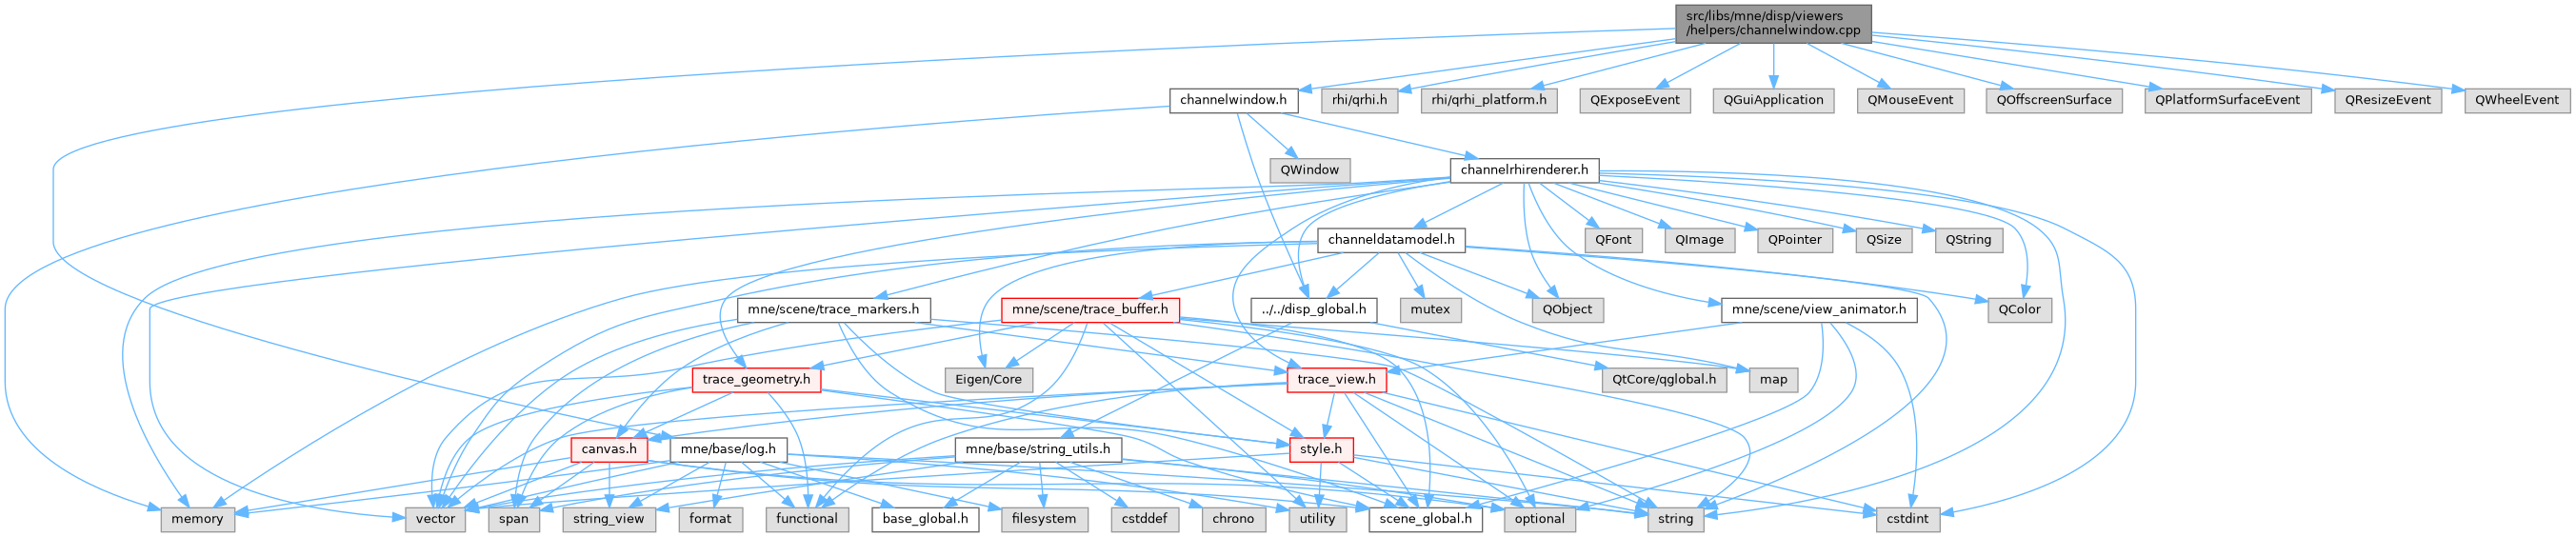 src/libs/mne/disp/viewers
/helpers/channelwindow.cpp
channelwindow.h
rhi/qrhi.h
rhi/qrhi_platform.h
QExposeEvent
QGuiApplication
QMouseEvent
QOffscreenSurface
QPlatformSurfaceEvent
QResizeEvent
QWheelEvent
QWindow
channelrhirenderer.h
channeldatamodel.h
QFont
QImage
QPointer
QSize
QString
mne/scene/trace_markers.h
mne/scene/trace_buffer.h
../../disp_global.h
mutex
QObject
mne/scene/view_animator.h
QColor
trace_geometry.h
Eigen/Core
trace_view.h
QtCore/qglobal.h
map
canvas.h
mne/base/log.h
mne/base/string_utils.h
style.h
memory
vector
span
string_view
format
functional
base_global.h
filesystem
cstddef
chrono
utility
scene_global.h
optional
string
cstdint